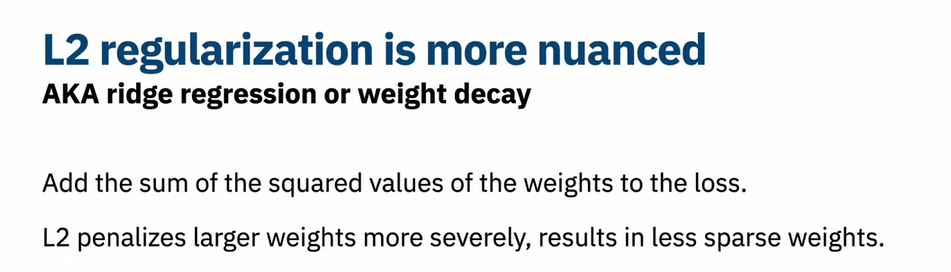 L2 regularization is more nuanced
AKA ridge regression or weight decay
Add the sum of the squared values of the weights to the loss.
L2 penalizes larger weights more severely, results in less sparse weights.